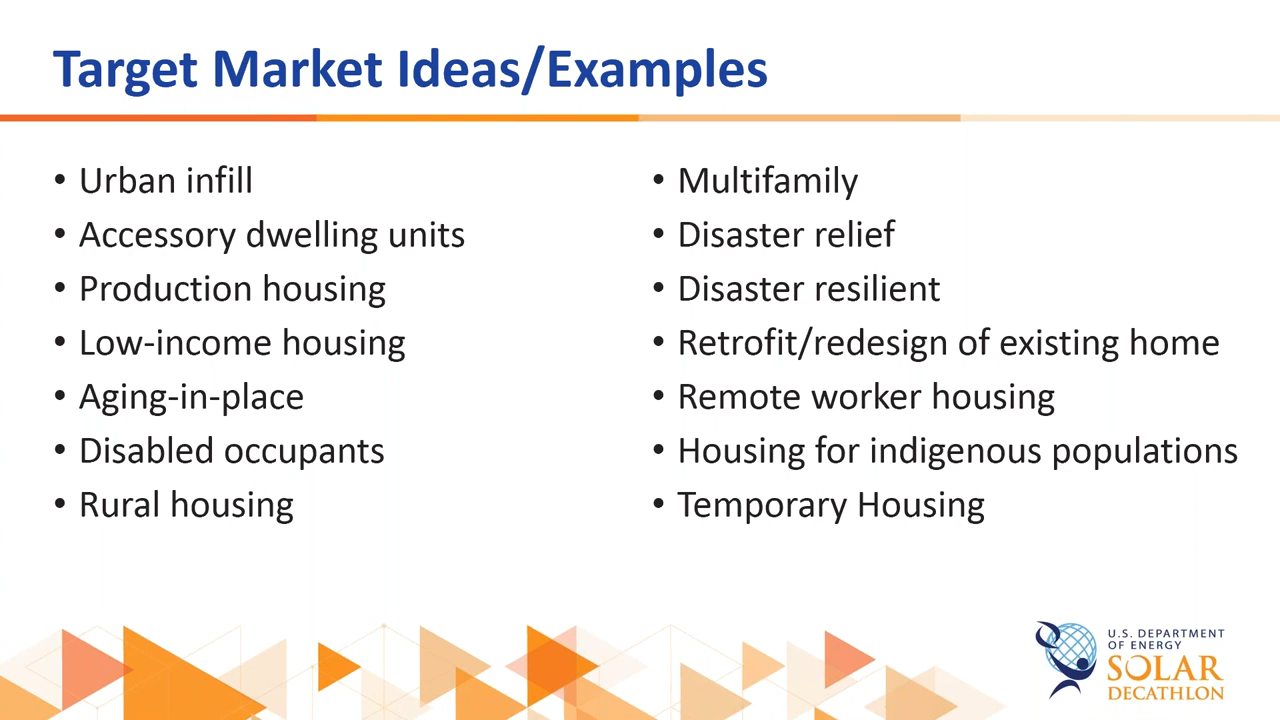 Target Market Ideas/Examples
• Urban infill
• Accessory dwelling units
• Production housing
• Low-income housing
• Aging-in-place
• Disabled occupants
• Rural housing
• Multifamily
• Disaster relief
• Disaster resilient
• Retrofit/redesign of existing home
• Remote worker housing
• Housing for indigenous populations
• Temporary Housing
U.S. DEPARTMENT
OF ENERGY
SOLAR
DECATHLON